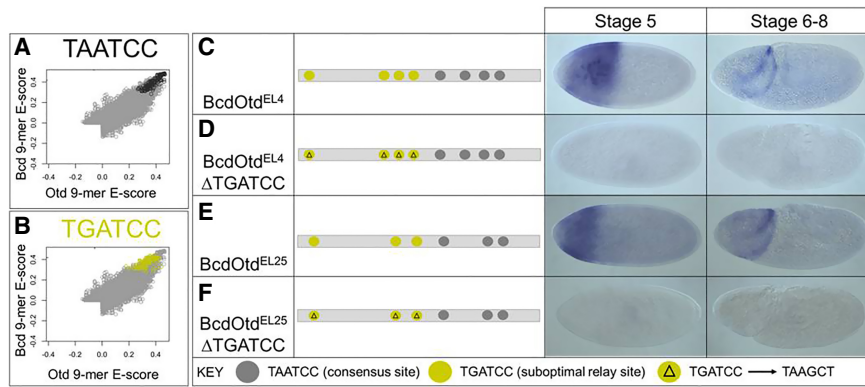 A
TAATCC
Bcd 9-mer E-score
0.4
0.2
0.0
-0.2
-0.4
-0.4 -0.2 0.0 0.2 0.4
Otd 9-mer E-score
B
TGATCC
Bcd 9-mer E-score
0.4
0.2
0.0
-0.2
-0.4
-0.4 -0.2 0.0 0.2 0.4
Otd 9-mer E-score
Stage 5 Stage 6-8
C
BcdOtdEL4
D
BcdOtdEL4
ΔTGATCC
E
BcdOtdEL25
F
BcdOtdEL25
ΔTGATCC
KEY TAATCC (consensus site) TGATCC (suboptimal relay site) Δ TGATCC → TAAGCT